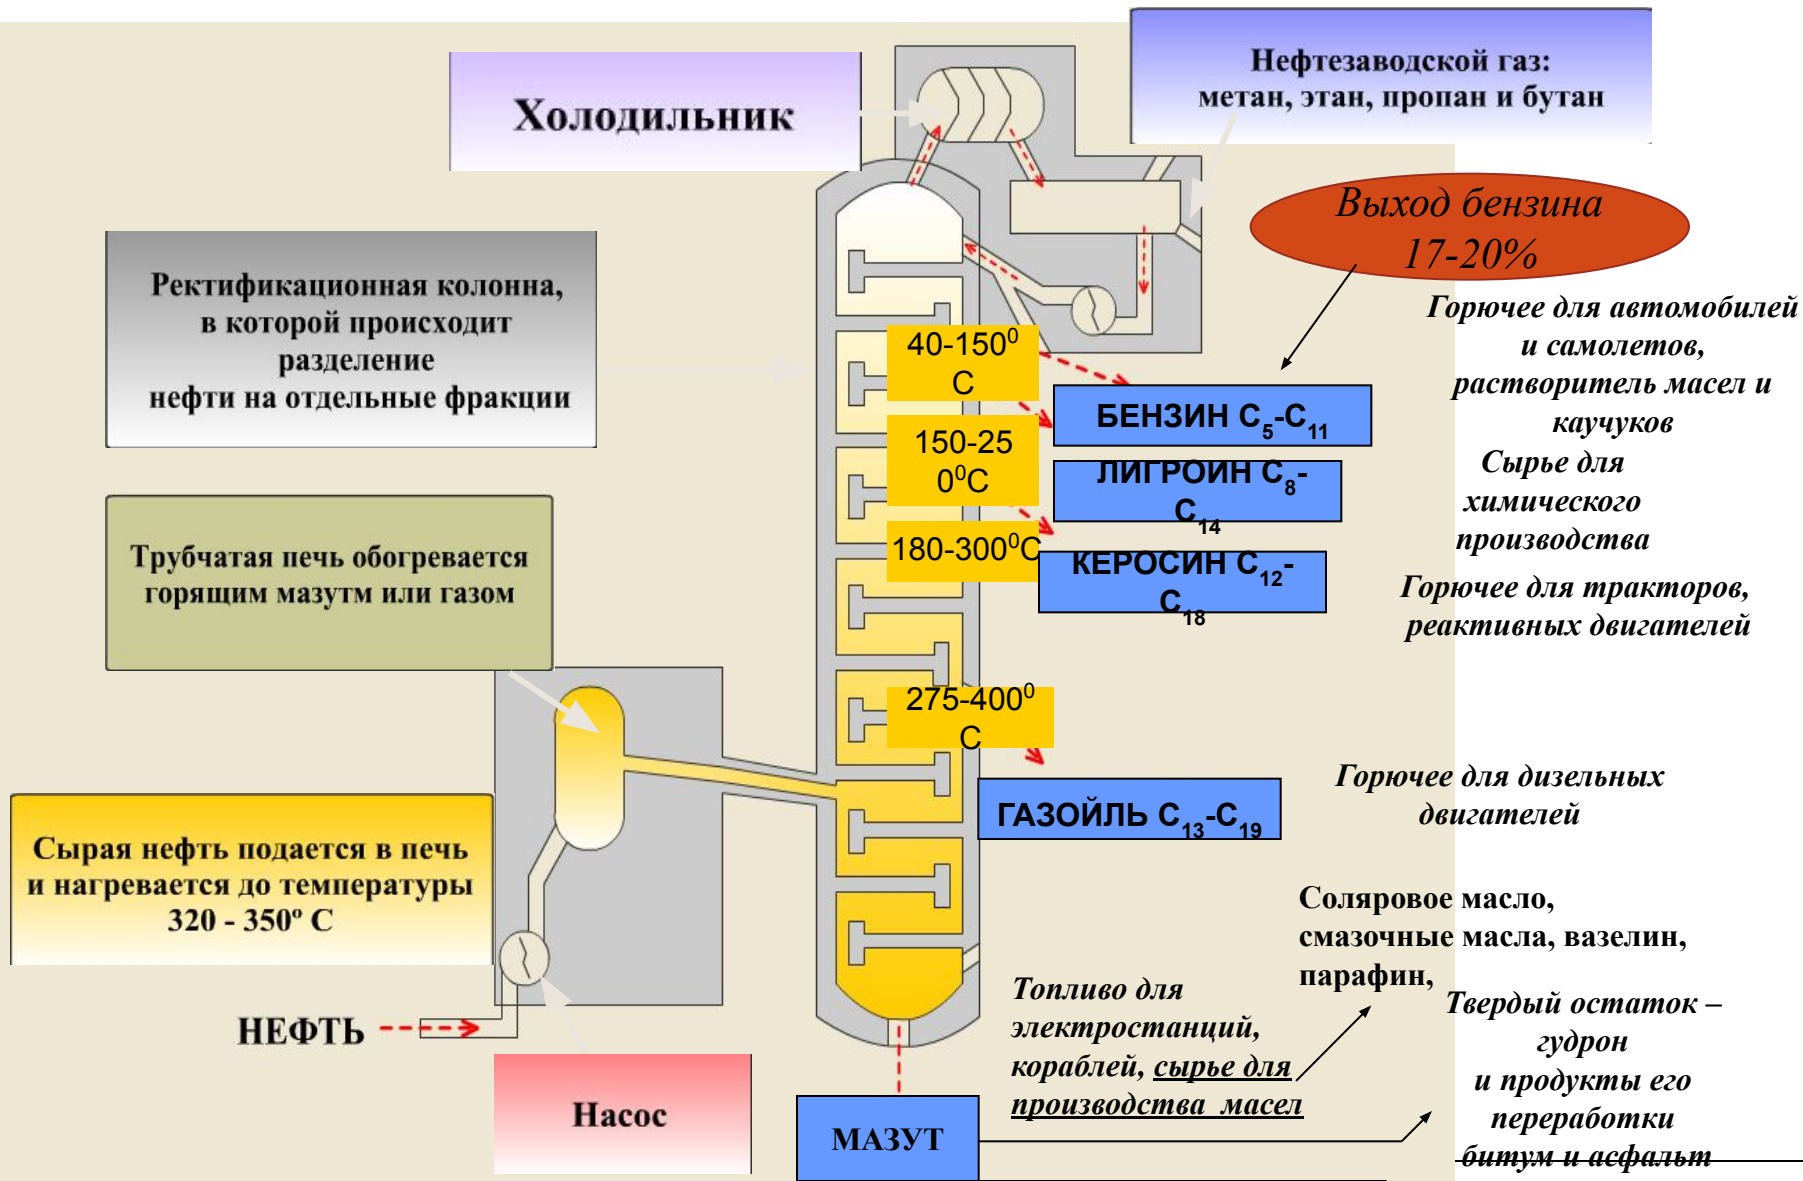 Нефтезаводской газ:
метан, этан, пропан и бутан
Холодильник
Выход бензина
17-20%
Ректификационная колонна,
в которой происходит
разделение
нефти на отдельные фракции
Горючее для автомобилей
и самолетов,
растворитель масел и
каучуков
40-150⁰
С
БЕНЗИН С₅-С₁₁
150-25
0⁰С
ЛИГРОИН С₈-
С₁₄
Сырье для
химического
производства
180-300⁰С
КЕРОСИН С₁₂-
С₁₈
Горючее для тракторов,
реактивных двигателей
Трубчатая печь обогревается
горящим мазутм или газом
275-400⁰
С
ГАЗОЙЛЬ С₁₃-С₁₉
Горючее для дизельных
двигателей
Сырая нефть подается в печь
и нагревается до температуры
320 - 350º С
Соляровое масло,
смазочные масла, вазелин,
парафин,
Топливо для
электростанций,
кораблей, сырье для
производства масел
НЕФТЬ
Насос
МАЗУТ
Твердый остаток –
гудрон
и продукты его
переработки
битум и асфальт